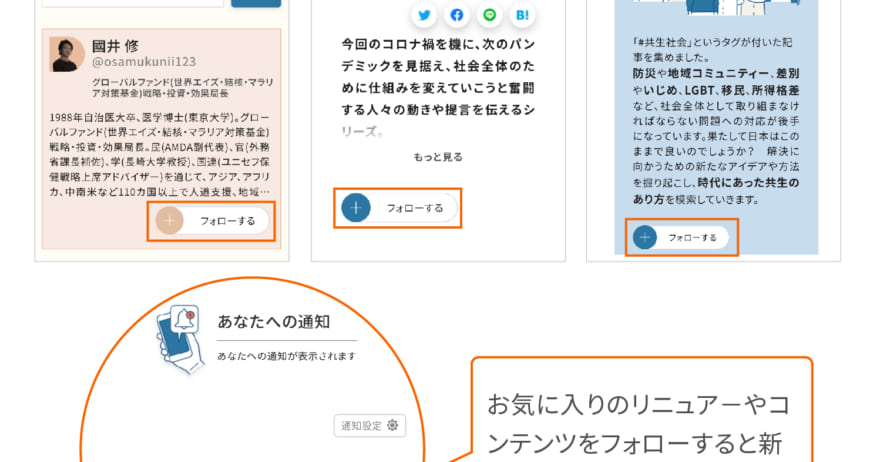 國井 修
@osamukunii123
グローバルファンド(世界エイズ・結核・マラリ
ア対策基金)戦略・投資・効果局長
1988年自治医大卒、医学博士(東京大学)。グロー
バルファンド(世界エイズ・結核・マラリア対策基金)
戦略・投資・効果局長。民(AMDA副代表)、官(外務
省課長補佐)、学(長崎大学教授)、国連(ユニセフ保
健戦略上席アドバイザー)を通じて、アジア、アフリ
カ、中南米など110カ国以上で人道支援、地域…
フォローする
B!
今回のコロナ禍を機に、次のパン
デミックを見据え、社会全体のた
めに仕組みを変えていこうと奮闘
する人々の動きや提言を伝えるシ
リーズ。
もっと見る
フォローする
「#共生社会」というタグが付いた記
事を集めました。
防災や地域コミュニティー、差別
やいじめ、LGBT、移民、所得格差
など、社会全体として取り組まなけ
ればならない問題への対応が後手
になっています。果たして日本はこの
ままで良いのでしょうか？ 解決に
向かうための新たなアイデアや方法
を掘り起こし、時代にあった共生の
あり方を模索していきます。
フォローする
あなたへの通知
あなたへの通知が表示されます
通知設定
お気に入りのリニュアーやコ
ンテンツをフォローすると新